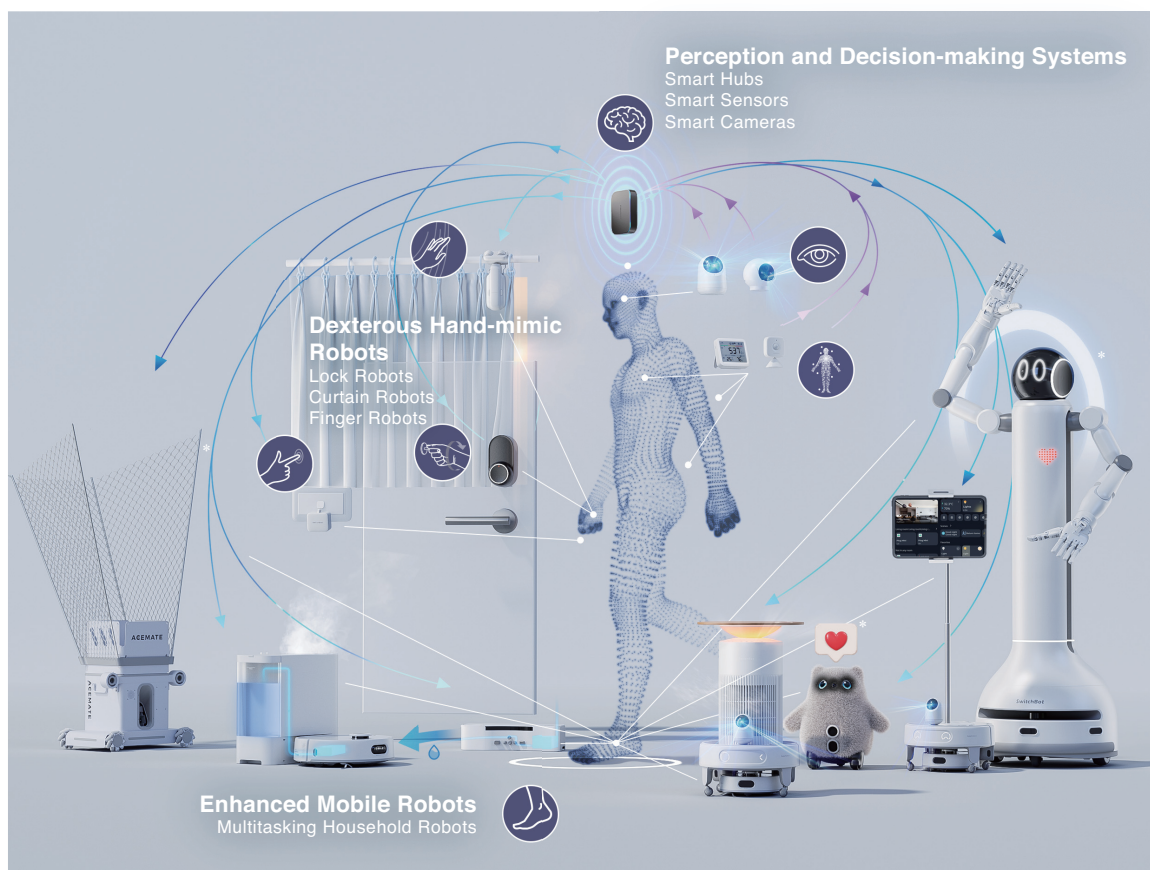 Perception and Decision-making Systems
Smart Hubs
Smart Sensors
Smart Cameras
Dexterous Hand-mimic
Robots
Lock Robots
Curtain Robots
Finger Robots
*
*
*
ACEMATE
ACEMATE
SwitchBot
Enhanced Mobile Robots
Multitasking Household Robots